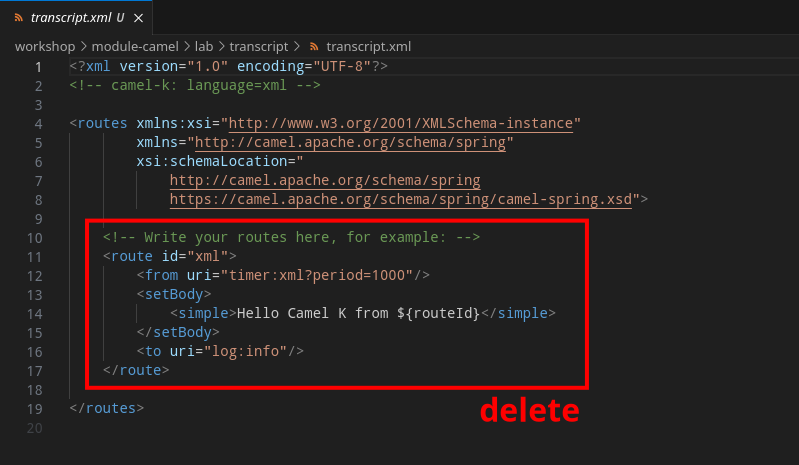 transcript.xml U ×
workshop > module-camel > lab > transcript > transcript.xml
1 <?xml version="1.0" encoding="UTF-8"?>
2 <!-- camel-k: language=xml -->
3
4 <routes xmlns:xsi="http://www.w3.org/2001/XMLSchema-instance"
5 xmlns="http://camel.apache.org/schema/spring"
6 xsi:schemaLocation="
7 http://camel.apache.org/schema/spring
8 https://camel.apache.org/schema/spring/camel-spring.xsd">
9
10 <!-- Write your routes here, for example: -->
11 <route id="xml">
12 <from uri="timer:xml?period=1000"/>
13 <setBody>
14 <simple>Hello Camel K from ${routeId}</simple>
15 </setBody>
16 <to uri="log:info"/>
17 </route>
18
19 </routes>
delete
20